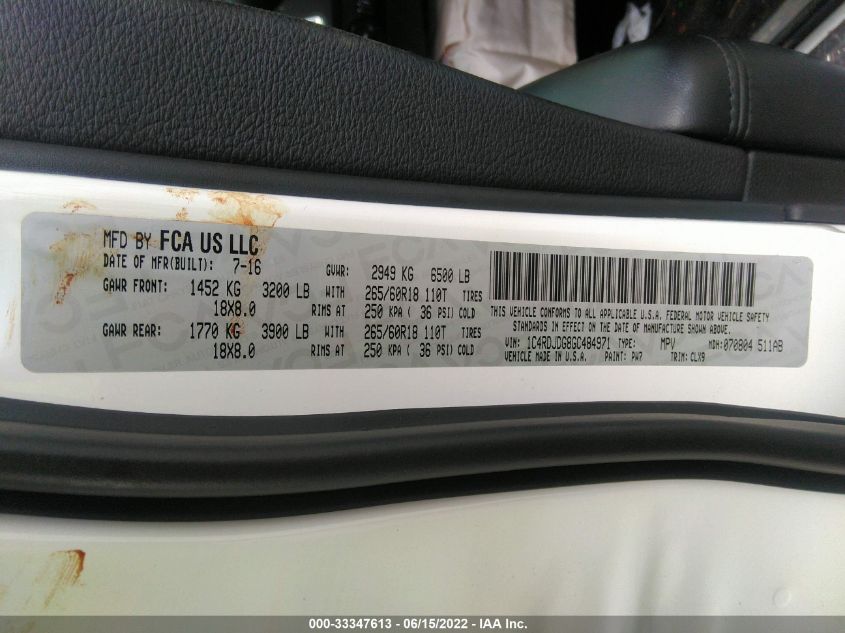 MFD BY FCA US LLC
DATE OF MFR(BUILT): 7-16 GVWR: 2949 KG 6500 LB
GAWR FRONT: 1452 KG 3200 LB WITH 265/60R18 110T TIRES
18X8.0 RIMS AT 250 KPA ( 36 PSI) COLD
GAWR REAR: 1770 KG 3900 LB WITH 265/60R18 110T TIRES
18X8.0 RIMS AT 250 KPA ( 36 PSI) COLD
THIS VEHICLE CONFORMS TO ALL APPLICABLE U.S.A. FEDERAL MOTOR VEHICLE SAFETY
STANDARDS IN EFFECT ON THE DATE OF MANUFACTURE SHOWN ABOVE.
VIN: 1C4RDJDG8GC484971 TYPE: MPV MDH: 070804 511AB
VEHICLE MADE IN U.S.A. PAINT: PW7 TRIM: CLX9
000-33347613 - 06/15/2022 - IAA Inc.